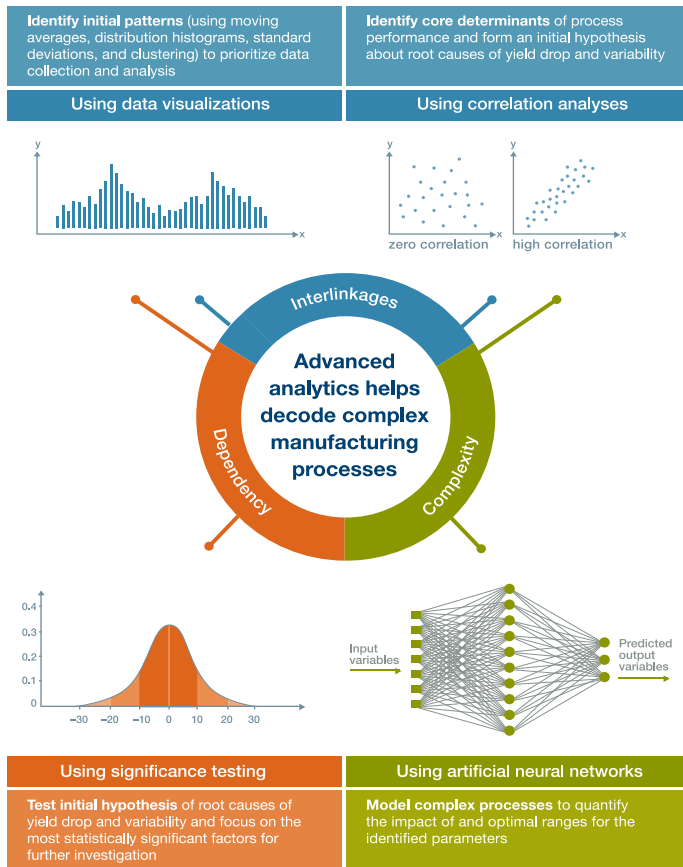 Identify initial patterns (using moving
averages, distribution histograms, standard
deviations, and clustering) to prioritize data
collection and analysis
Identify core determinants of process
performance and form an initial hypothesis
about root causes of yield drop and variability
Using data visualizations
Using correlation analyses
y
x
y
zero correlation
x
y
high correlation
x
Interlinkages
Advanced
analytics helps
decode complex
manufacturing
processes
Dependency
Complexity
0.4
0.3
0.2
0.1
0
–30
–20
–10
0
10
20
30
Input
variables
Predicted
output
variables
Using significance testing
Using artificial neural networks
Test initial hypothesis of root causes of
yield drop and variability and focus on the
most statistically significant factors for
further investigation
Model complex processes to quantify
the impact of and optimal ranges for the
identified parameters